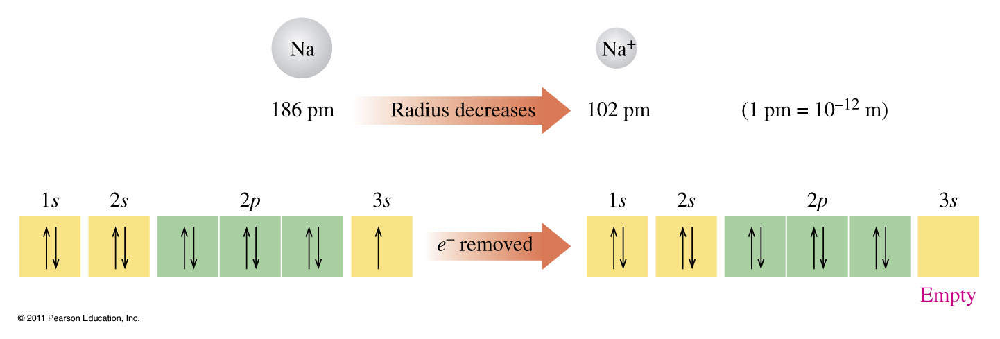 Na
Na⁺
186 pm
Radius decreases
102 pm
(1 pm = 10⁻¹² m)
1s 2s 2p 3s
1s 2s 2p 3s
e⁻ removed
Empty
© 2011 Pearson Education, Inc.